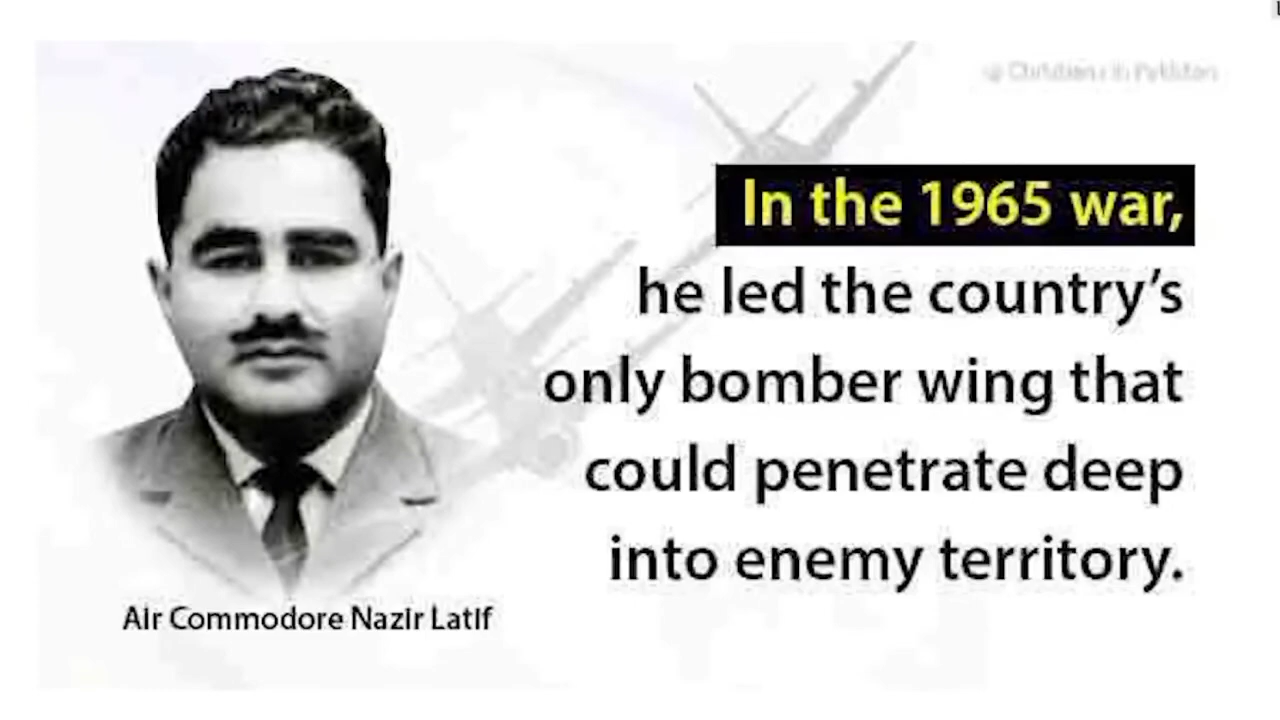 In the 1965 war,
he led the country's
only bomber wing that
could penetrate deep
into enemy territory.
Air Commodore Nazir Latif